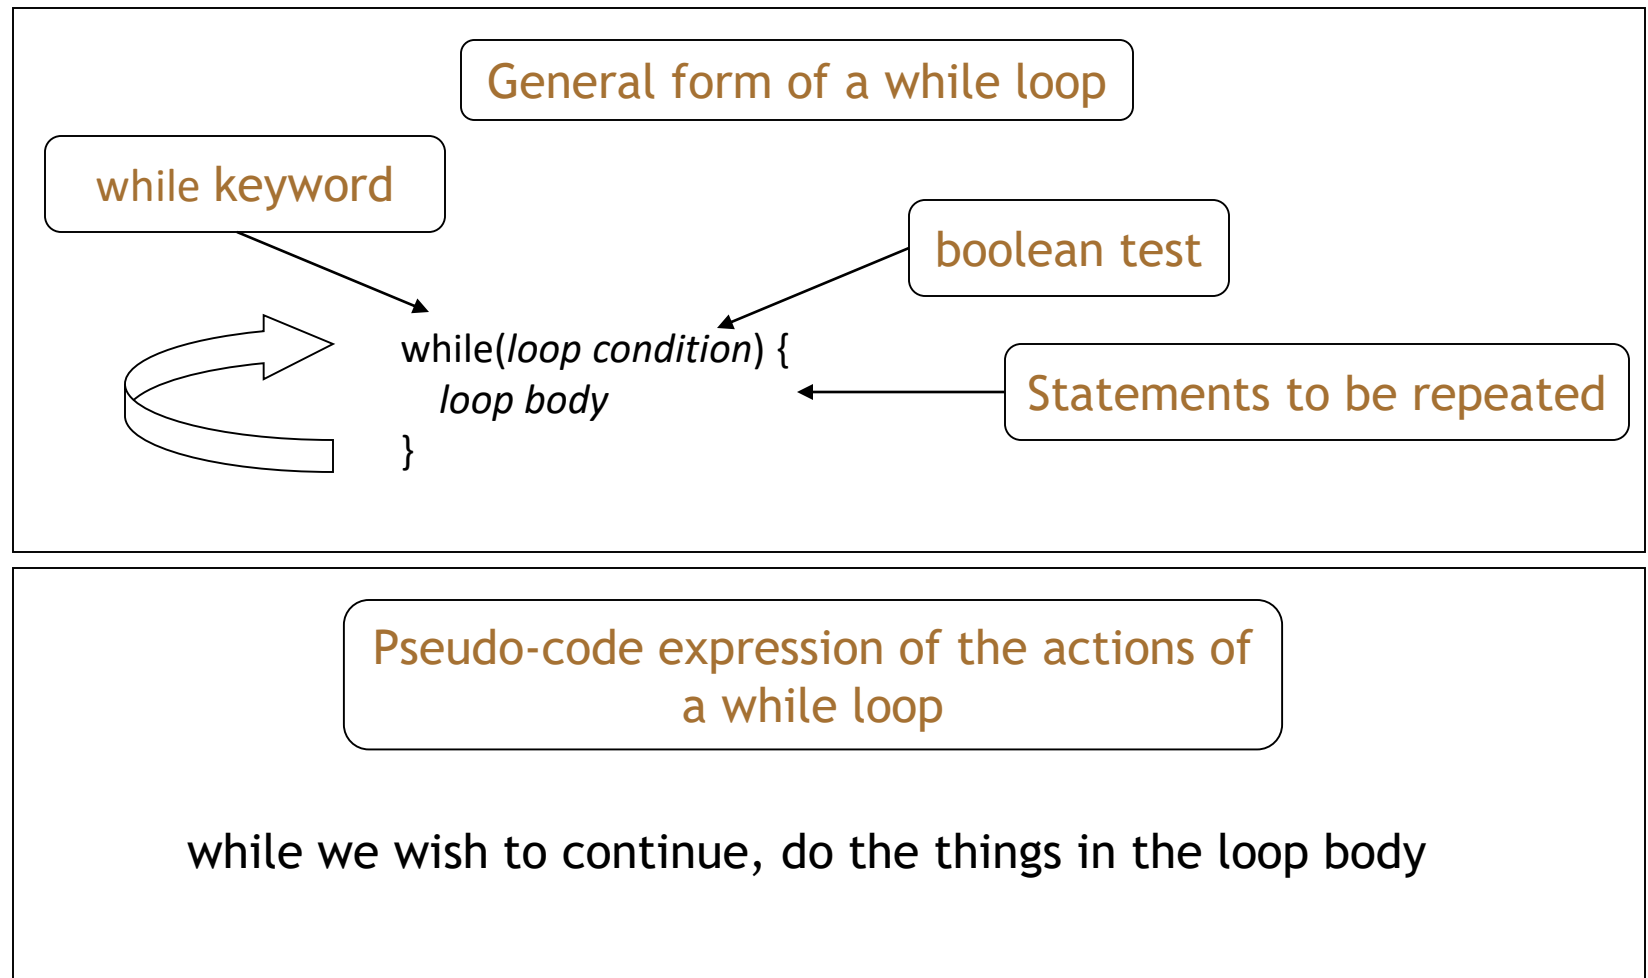 General form of a while loop
while keyword
boolean test
while(loop condition) {
loop body
Statements to be repeated
}
Pseudo-code expression of the actions of
a while loop
while we wish to continue, do the things in the loop body